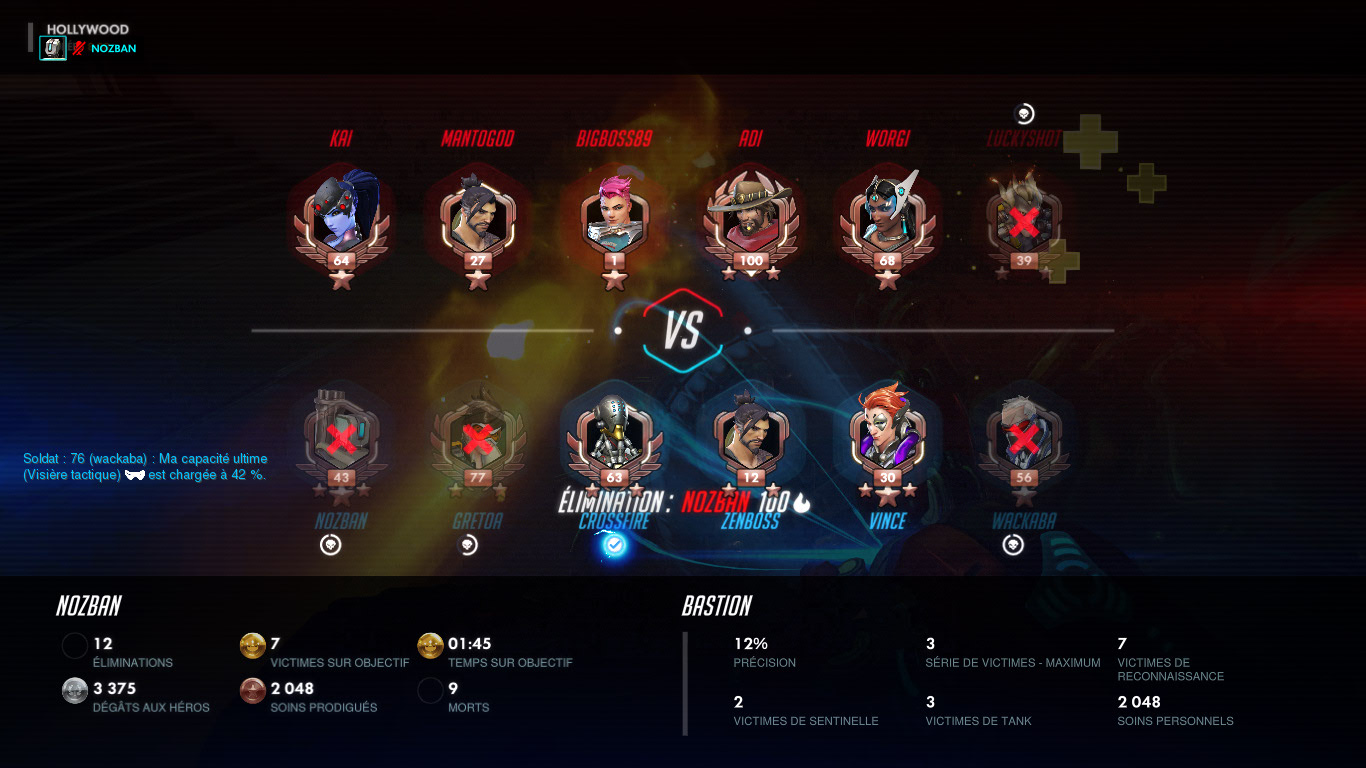 HOLLYWOOD
NOZBAN
KAI
MANTOGOD
BIGBOSS89
ADI
WORGI
LUCKYSHOT
64
27
1
100
68
39
VS
Soldat : 76 (wackaba) : Ma capacité ultime
(Visière tactique) est chargée à 42 %.
43
77
63
12
30
56
ÉLIMINATION : NOZBAN 100
NOZBAN
GRETOA
CROSSFIRE
ZENBOSS
VINCE
WACKABA
NOZBAN
12
ÉLIMINATIONS
7
VICTIMES SUR OBJECTIF
01:45
TEMPS SUR OBJECTIF
3 375
DÉGÂTS AUX HÉROS
2 048
SOINS PRODIGUÉS
9
MORTS
BASTION
12%
PRÉCISION
3
SÉRIE DE VICTIMES - MAXIMUM
7
VICTIMES DE
RECONNAISSANCE
2
VICTIMES DE SENTINELLE
3
VICTIMES DE TANK
2 048
SOINS PERSONNELS